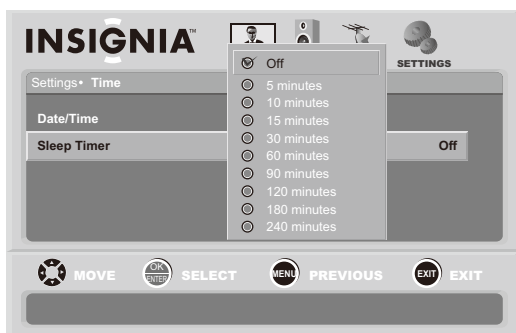 INSIGNIA
SETTINGS
Settings• Time
Date/Time
Sleep Timer Off
Off
5 minutes
10 minutes
15 minutes
30 minutes
60 minutes
90 minutes
120 minutes
180 minutes
240 minutes
MOVE OK ENTER SELECT MENU PREVIOUS EXIT EXIT